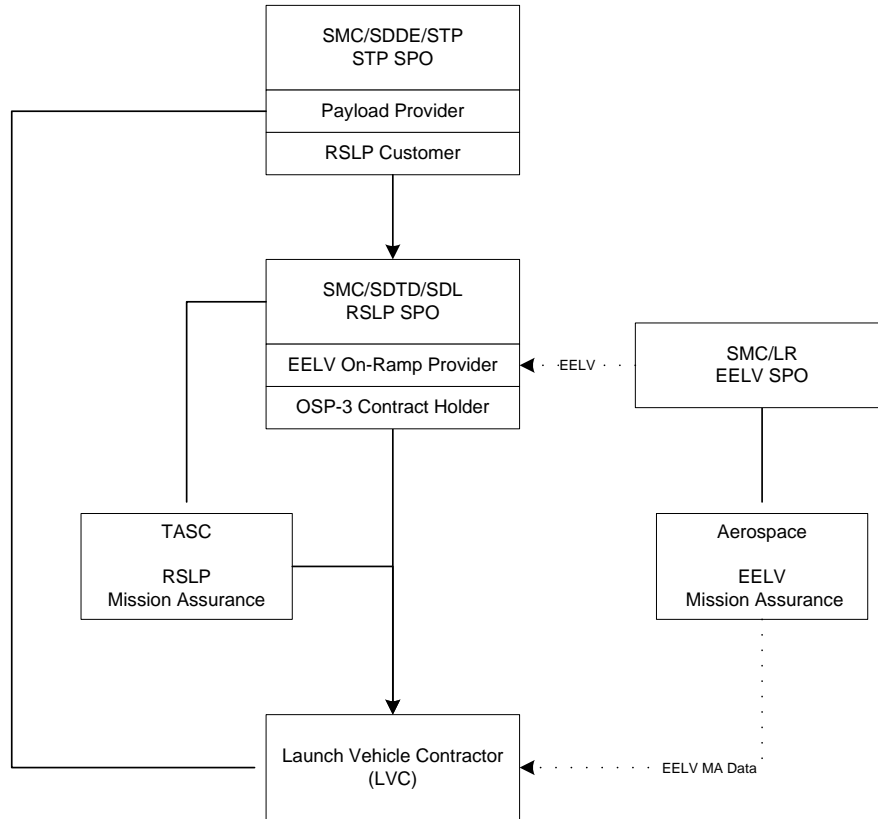 SMC/SDDE/STP
STP SPO
Payload Provider
RSLP Customer
SMC/SDTD/SDL
RSLP SPO
EELV On-Ramp Provider
OSP-3 Contract Holder
EELV
SMC/LR
EELV SPO
TASC
RSLP
Mission Assurance
Aerospace
EELV
Mission Assurance
Launch Vehicle Contractor
(LVC)
EELV MA Data